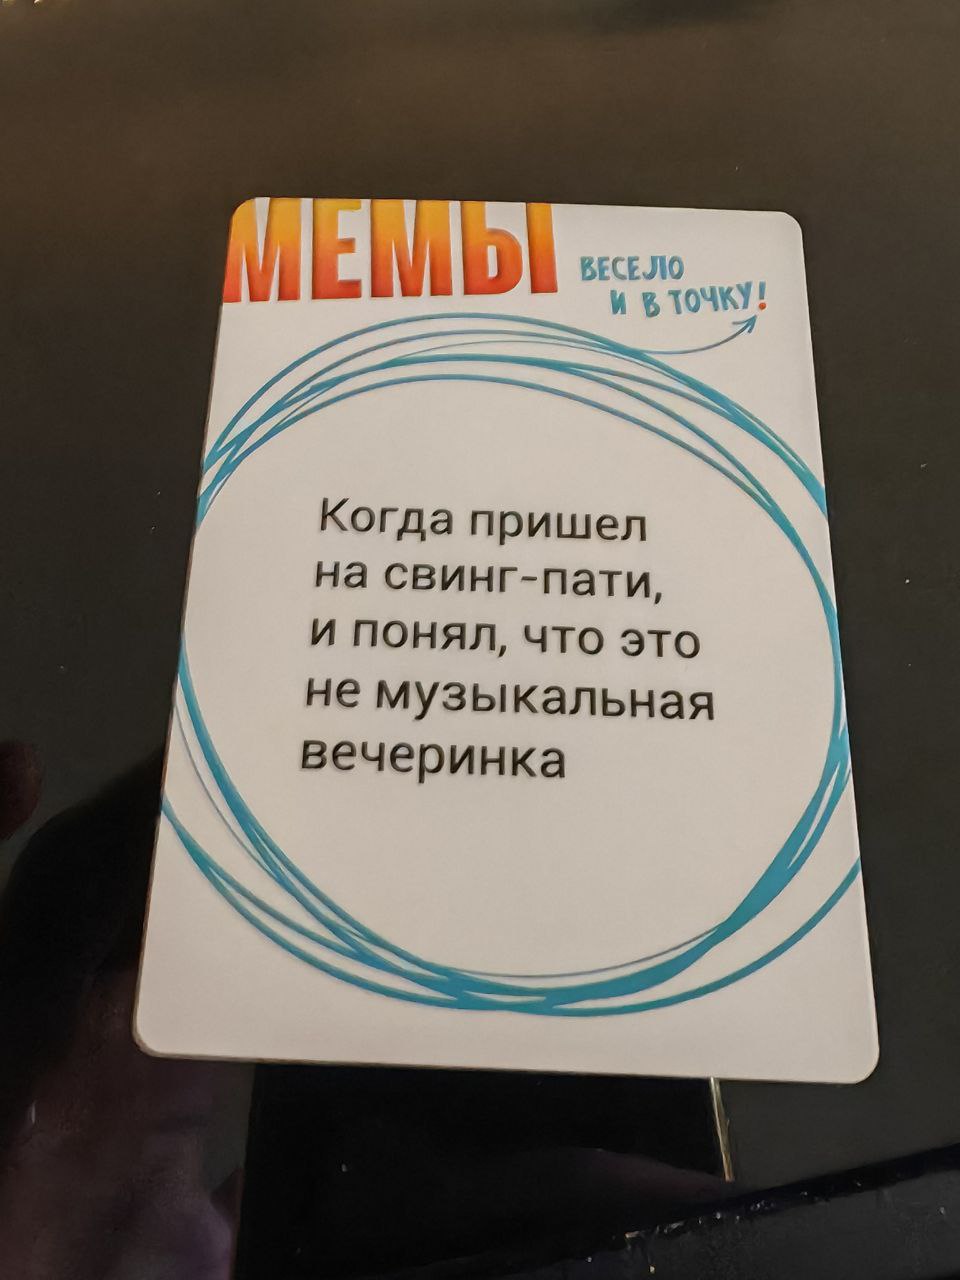 МЕМЫ
ВЕСЕЛО
И В ТОЧКУ!
Когда пришел
на свинг-пати,
и понял, что это
не музыкальная
вечеринка